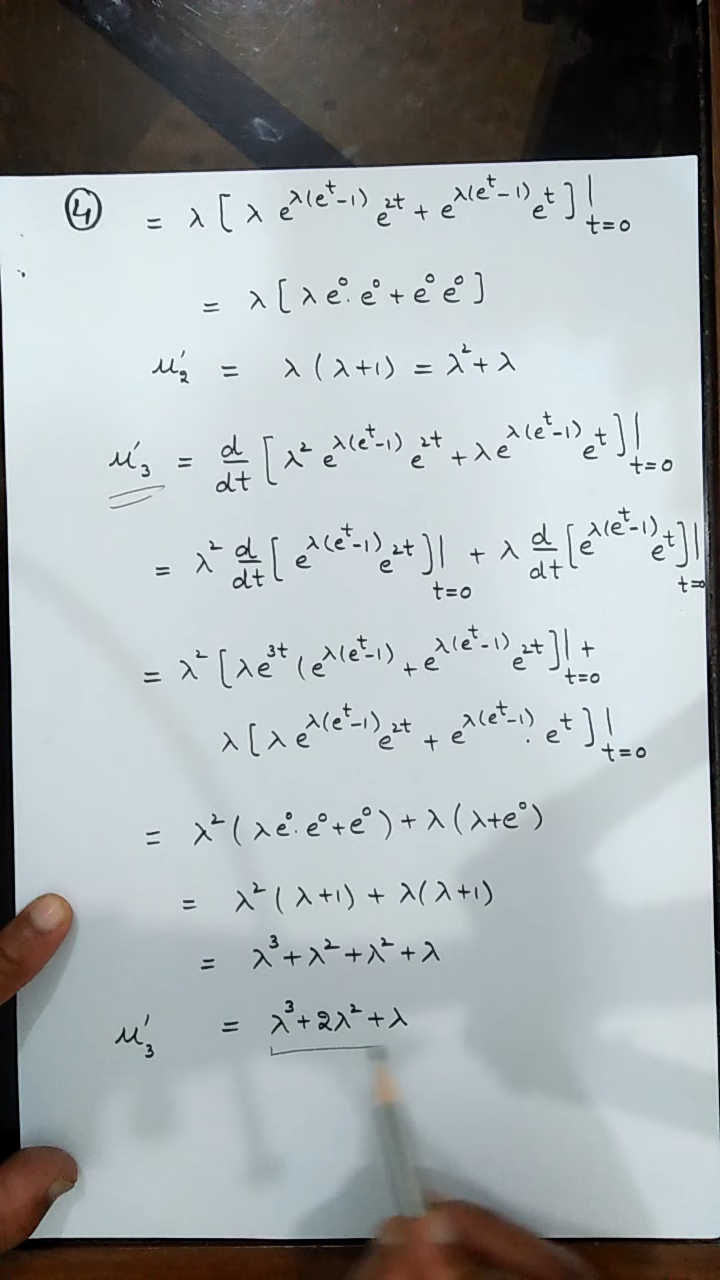 ④ = λ [ λ e^{λ(e^t-1)} e^{2t} + e^{λ(e^t-1)} e^t ] |_{t=0}
= λ [ λ e^0 . e^0 + e^0 e^0 ]
μ'_2 = λ ( λ+1) = λ^2 + λ
μ'_3 = d/dt [ λ^2 e^{λ(e^t-1)} e^{2t} + λ e^{λ(e^t-1)} e^t ] |_{t=0}
= λ^2 d/dt [ e^{λ(e^t-1)} e^{2t} ] |_{t=0} + λ d/dt [ e^{λ(e^t-1)} e^t ] |_{t=0}
= λ^2 [ λ e^{3t} ( e^{λ(e^t-1)} + e^{λ(e^t-1)} e^{2t} ] |_{t=0} +
λ [ λ e^{λ(e^t-1)} e^{2t} + e^{λ(e^t-1)} . e^t ] |_{t=0}
= λ^2 ( λ e^0 . e^0 + e^0 ) + λ ( λ + e^0 )
= λ^2 ( λ+1) + λ( λ+1)
= λ^3 + λ^2 + λ^2 + λ
μ'_3 = λ^3 + 2λ^2 + λ